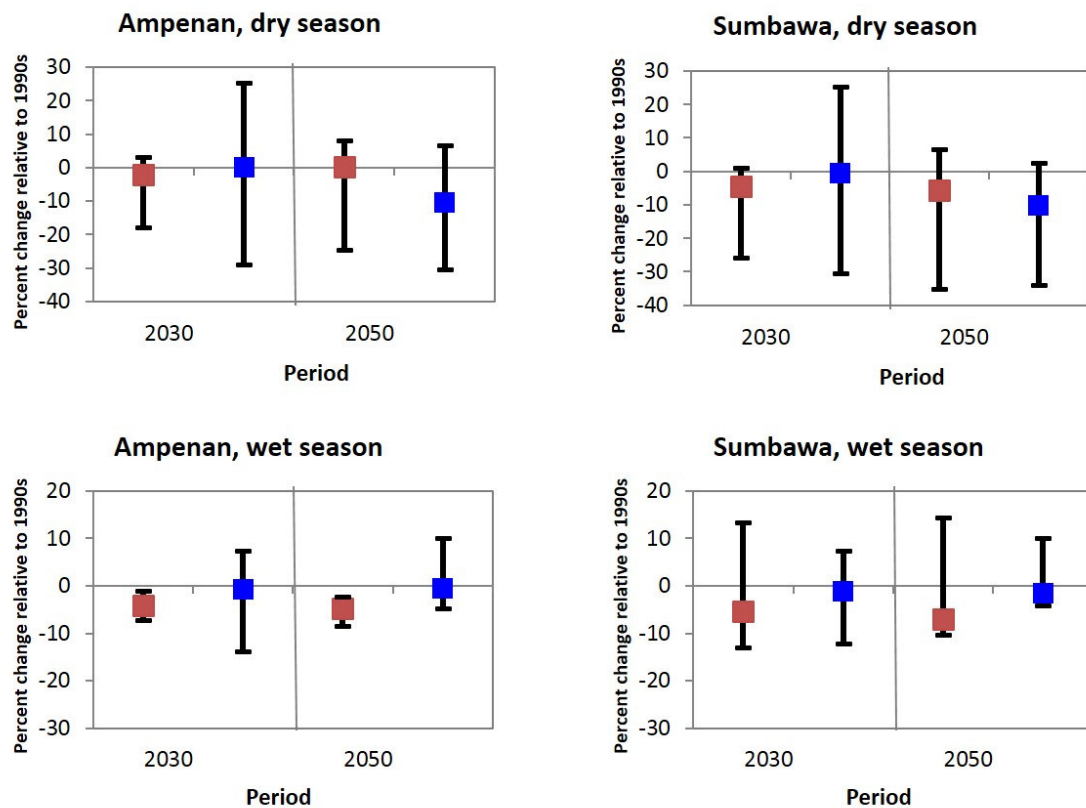 Ampenan, dry season
Percent change relative to 1990s
30
20
10
0
-10
-20
-30
-40
2030 2050
Period
Sumbawa, dry season
Percent change relative to 1990s
30
20
10
0
-10
-20
-30
-40
2030 2050
Period
Ampenan, wet season
Percent change relative to 1990s
20
10
0
-10
-20
-30
2030 2050
Period
Sumbawa, wet season
Percent change relative to 1990s
20
10
0
-10
-20
-30
2030 2050
Period